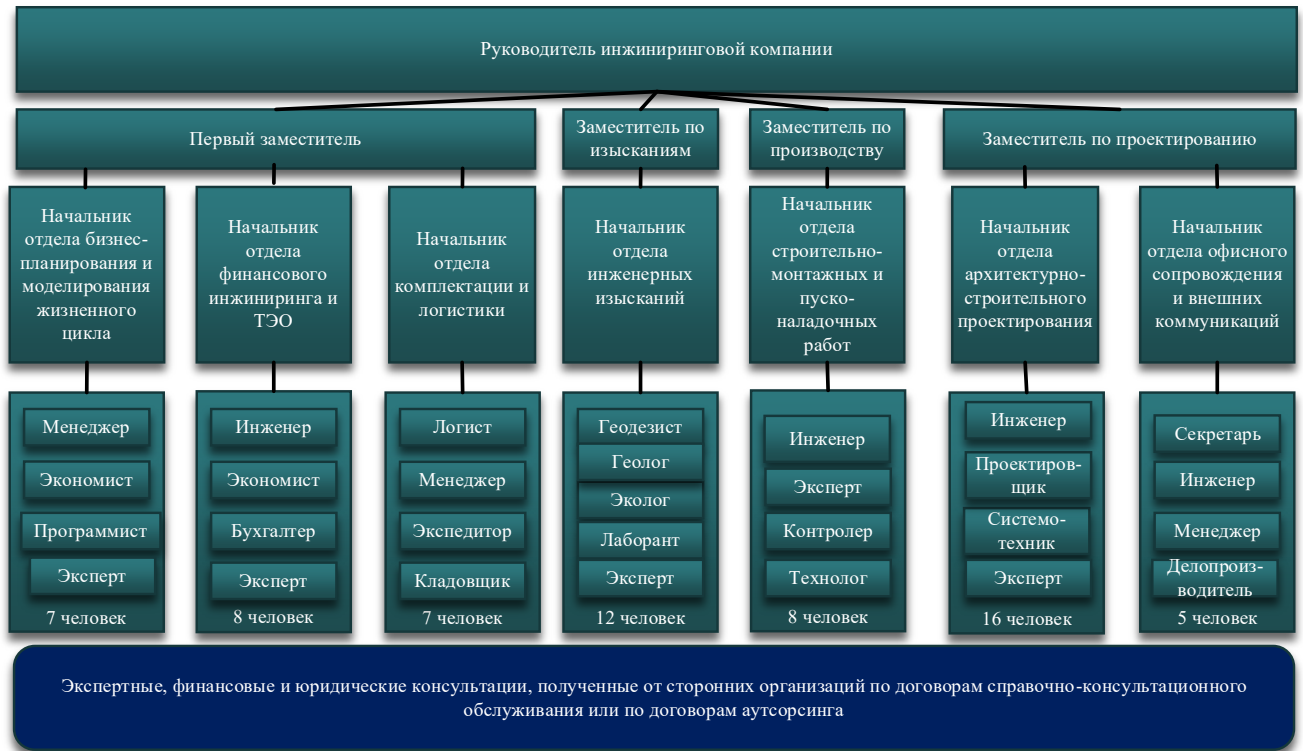 Руководитель инжиниринговой компании
Первый заместитель
Заместитель по
изысканиям
Заместитель по
производству
Заместитель по проектированию
Начальник
отдела бизнес-
планирования и
моделирования
жизненного
цикла
Начальник
отдела
финансового
инжиниринга и
ТЭО
Начальник
отдела
комплектации и
логистики
Начальник
отдела
инженерных
изысканий
Начальник
отдела
строительно-
монтажных и
пуско-
наладочных
работ
Начальник
отдела
архитектурно-
строительного
проектирования
Начальник
отдела офисного
сопровождения
и внешних
коммуникаций
Менеджер
Экономист
Программист
Эксперт
7 человек
Инженер
Экономист
Бухгалтер
Эксперт
8 человек
Логист
Менеджер
Экспедитор
Кладовщик
7 человек
Геодезист
Геолог
Эколог
Лаборант
Эксперт
12 человек
Инженер
Эксперт
Контролер
Технолог
8 человек
Инженер
Проектиров-
щик
Системо-
техник
Эксперт
16 человек
Секретарь
Инженер
Менеджер
Делопроиз-
водитель
5 человек
Экспертные, финансовые и юридические консультации, полученные от сторонних организаций по договорам справочно-консультационного
обслуживания или по договорам аутсорсинга